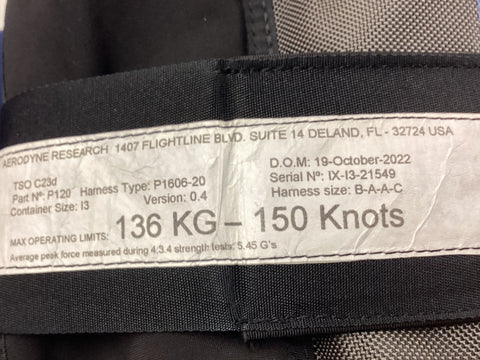 AERODYNE RESEARCH 1407 FLIGHTLINE BLVD. SUITE 14 DELAND, FL - 32724 USA
TSO C23d
Part Nº: P120 Harness Type: P1606-20
Container Size: I3 Version: 0.4
D.O.M: 19-October-2022
Serial Nº: IX-I3-21549
Harness size: B-A-A-C
MAX OPERATING LIMITS: 136 KG – 150 Knots
Average peak force measured during 4.3.4 strength tests: 5.45 G's